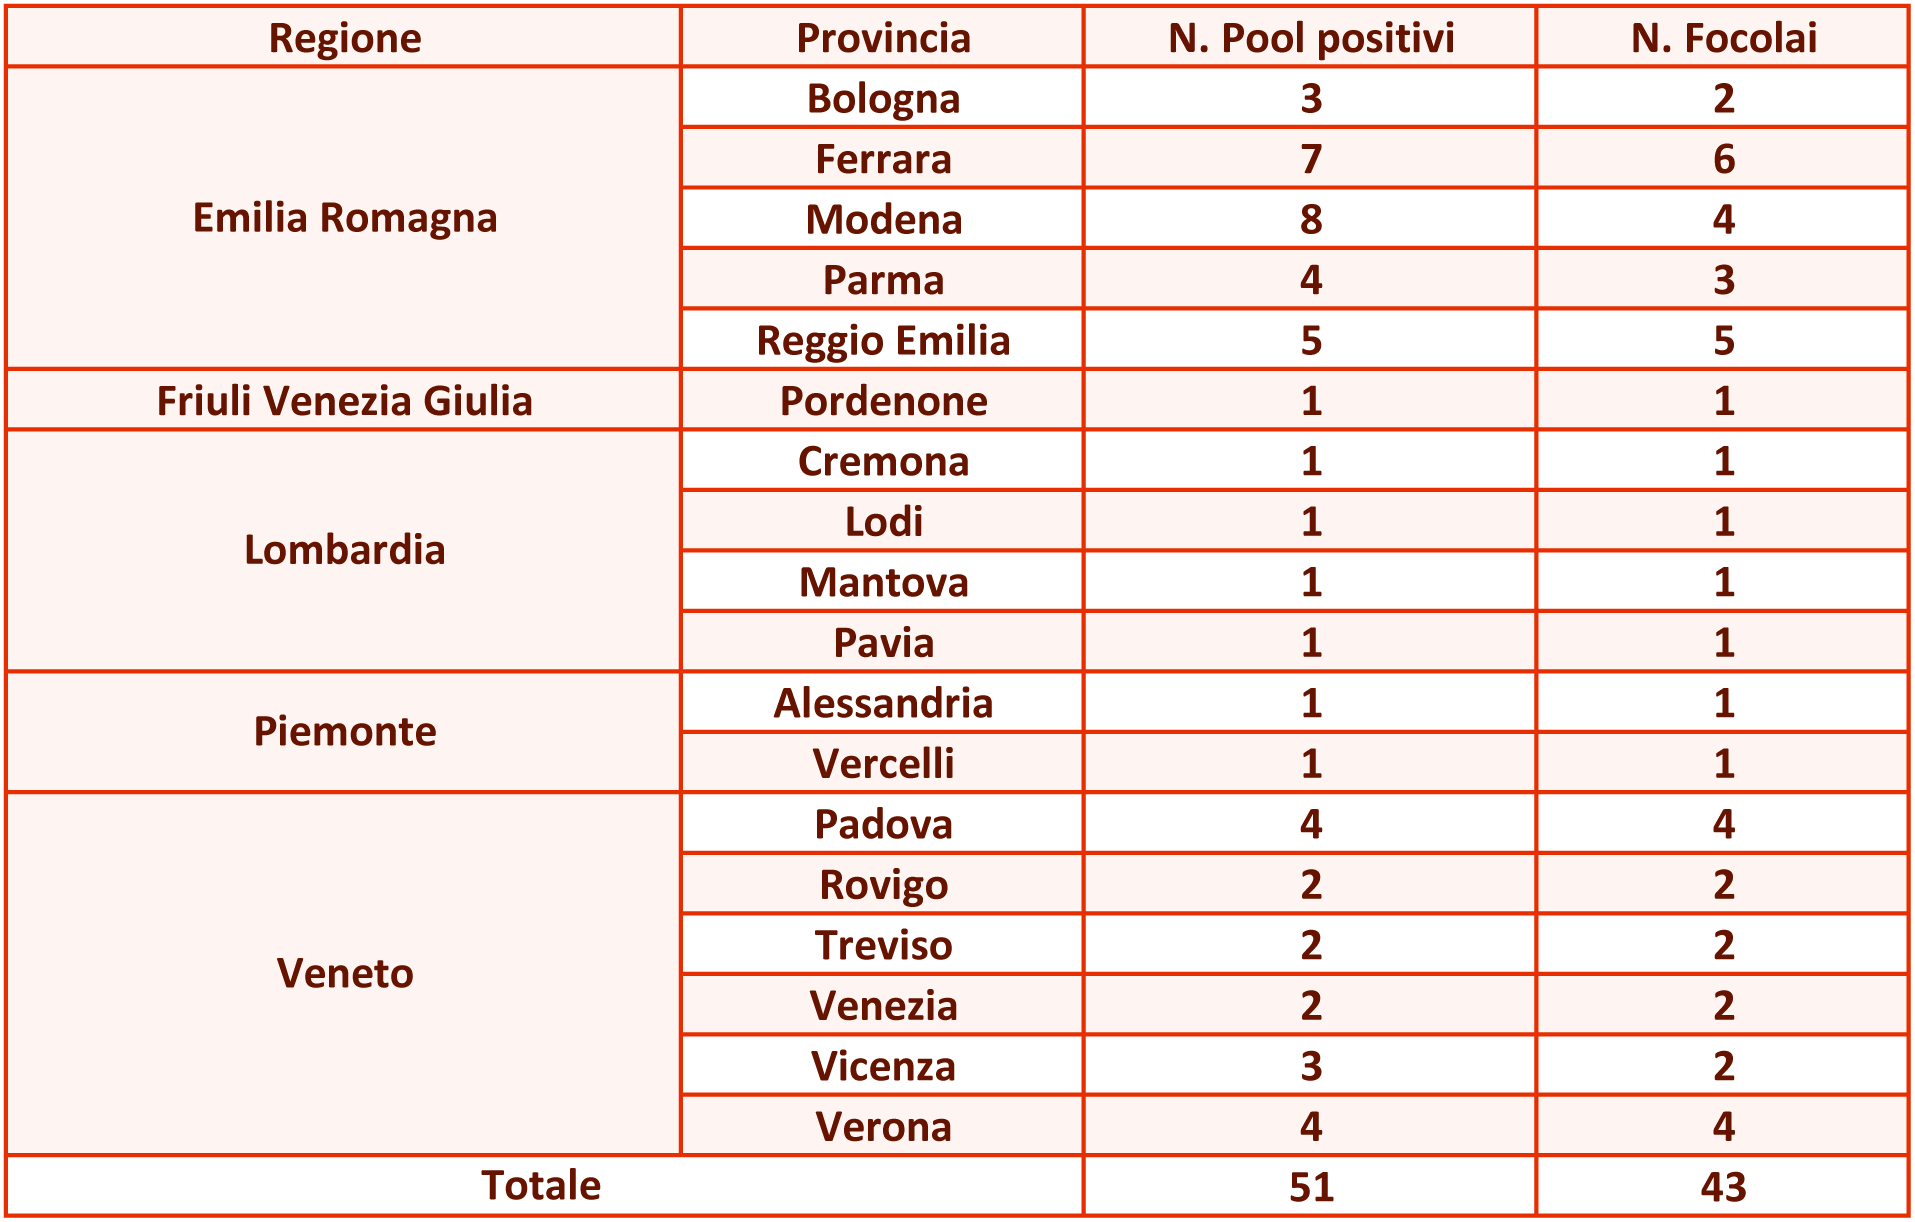 Regione Provincia N. Pool positivi N. Focolai
Emilia Romagna Bologna 3 2
Ferrara 7 6
Modena 8 4
Parma 4 3
Reggio Emilia 5 5
Friuli Venezia Giulia Pordenone 1 1
Lombardia Cremona 1 1
Lodi 1 1
Mantova 1 1
Pavia 1 1
Piemonte Alessandria 1 1
Vercelli 1 1
Veneto Padova 4 4
Rovigo 2 2
Treviso 2 2
Venezia 2 2
Vicenza 3 2
Verona 4 4
Totale 51 43